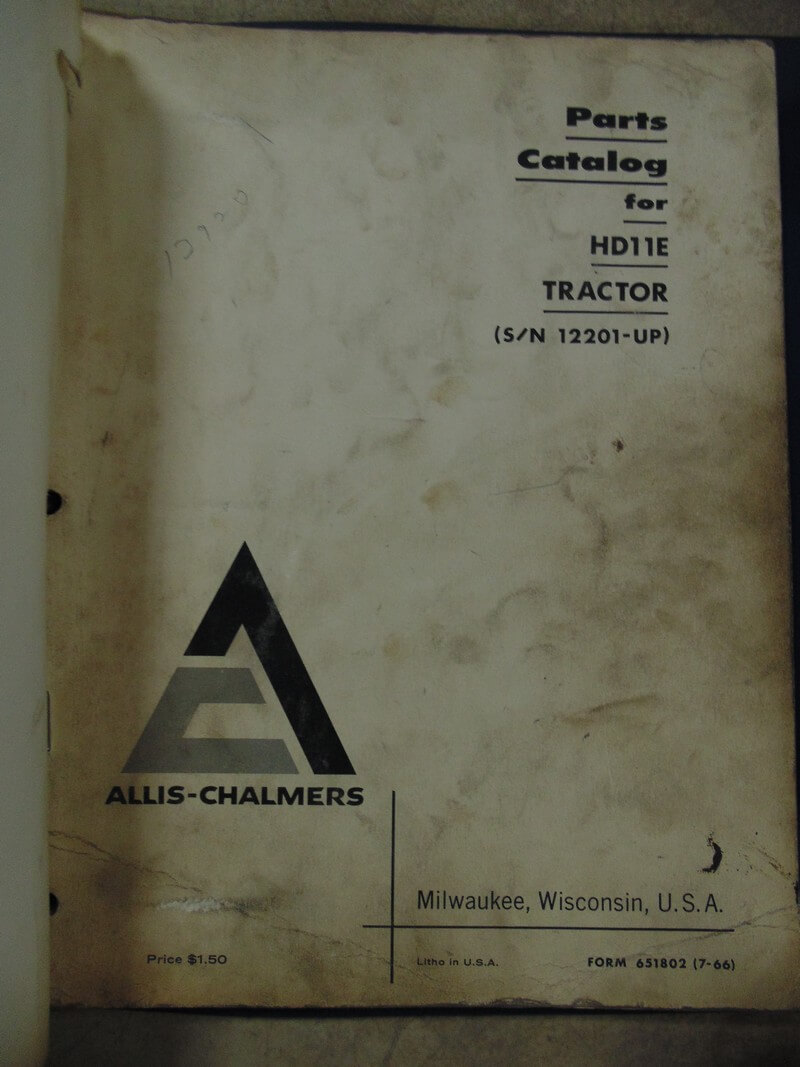 Parts
Catalog
for
HD11E
TRACTOR
(S/N 12201-UP)
ALLIS-CHALMERS
Milwaukee, Wisconsin, U.S.A.
Price $1.50
Litho in U.S.A.
FORM 651802 (7-66)